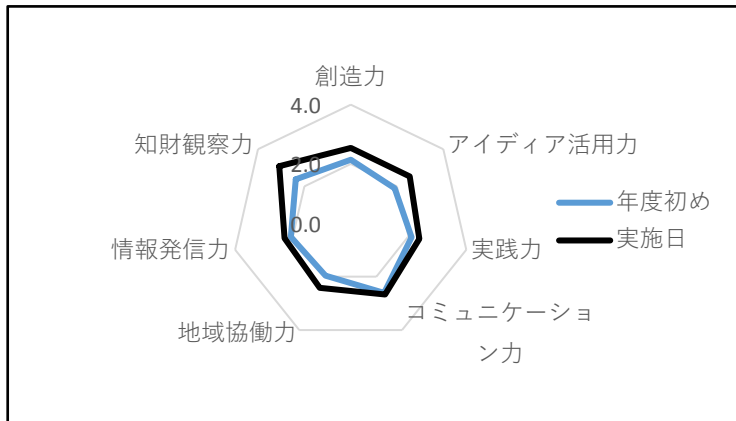 創造力
4.0
知財観察力
アイディア活用力
2.0
年度初め
実施日
0.0
情報発信力
実践力
地域協働力
コミュニケーショ
ン力